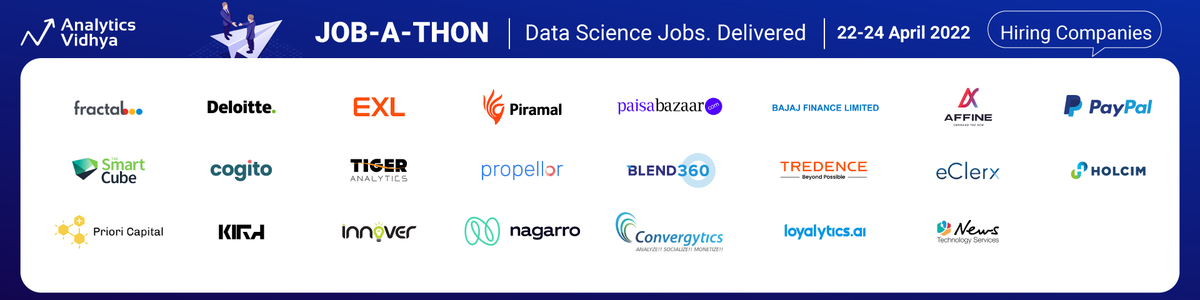 Analytics
Vidhya
JOB-A-THON
Data Science Jobs. Delivered
22-24 April 2022
Hiring Companies
fractal
Deloitte.
EXL
Piramal
paisabazaar.com
BAJAJ FINANCE LIMITED
AFFINE
PayPal
THE
Smart
Cube
cogito
TIGER
ANALYTICS
propellor
BLEND360
TREDENCE
Beyond Possible
eClerx
HOLCIM
Priori Capital
innover
nagarro
Convergytics
ANALYZE!! SOCIALIZE!! MONETIZE!!
loyalytics.ai
News
Technology Services